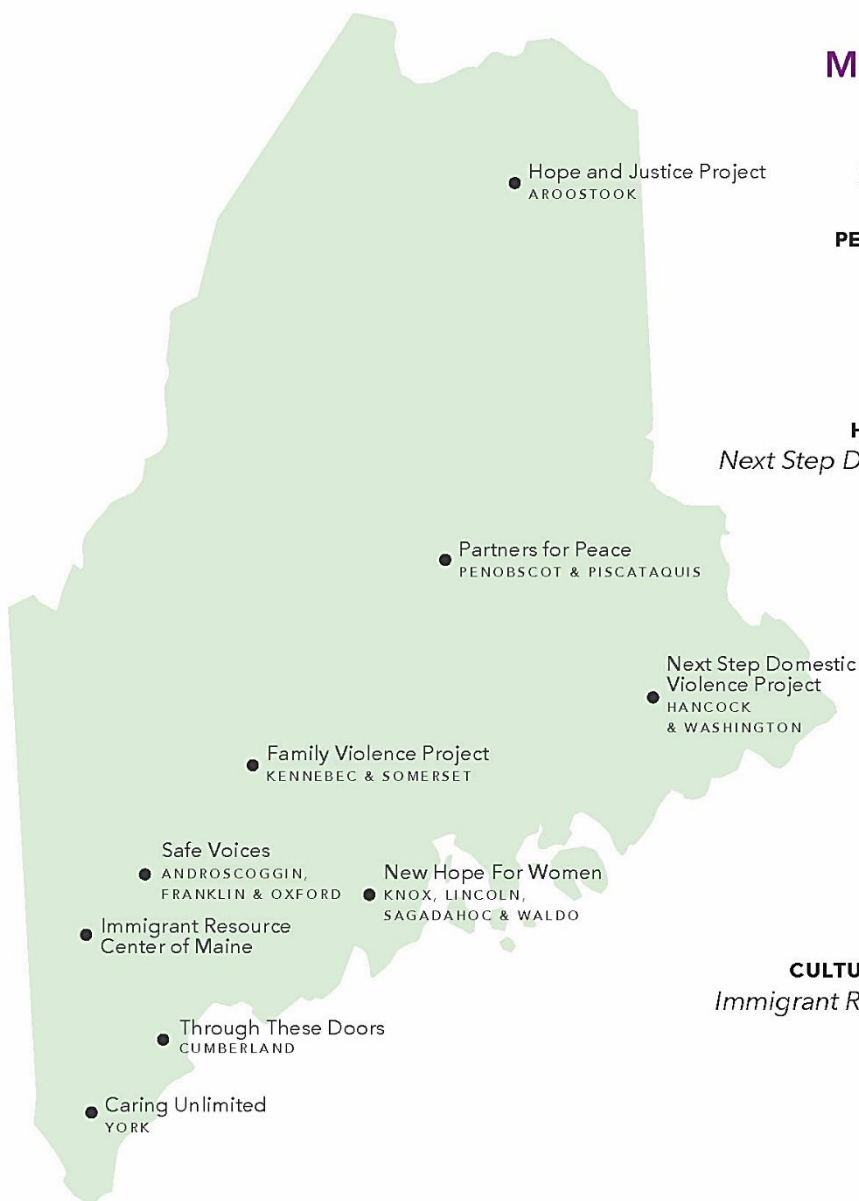 M
Hope and Justice Project
AROOSTOOK
PE
H
Next Step D
Partners for Peace
PENOBSCOT & PISCATAQUIS
Next Step Domestic
Violence Project
HANCOCK
& WASHINGTON
Family Violence Project
KENNEBEC & SOMERSET
Safe Voices
ANDROSCOGGIN,
FRANKLIN & OXFORD
New Hope For Women
KNOX, LINCOLN,
SAGADAHOC & WALDO
Immigrant Resource
Center of Maine
CULTU
Immigrant R
Through These Doors
CUMBERLAND
Caring Unlimited
YORK